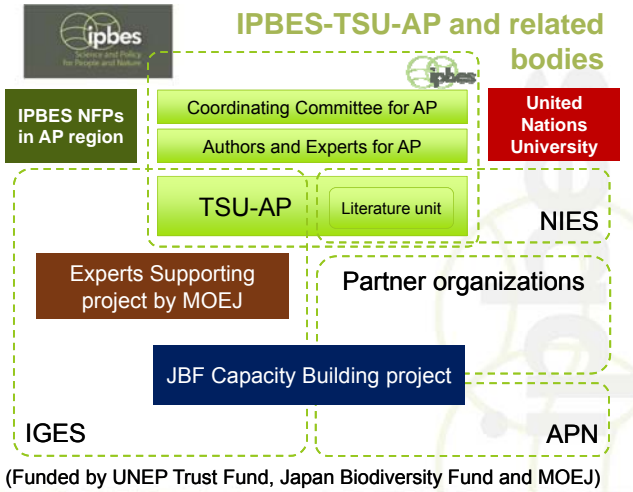 ipbes
Science and Policy
for People and Nature
IPBES-TSU-AP and related
bodies
ipbes
IPBES NFPs
in AP region
Coordinating Committee for AP
Authors and Experts for AP
United
Nations
University
TSU-AP
Literature unit
NIES
Experts Supporting
project by MOEJ
Partner organizations
JBF Capacity Building project
IGES
APN
(Funded by UNEP Trust Fund, Japan Biodiversity Fund and MOEJ)
ipbes